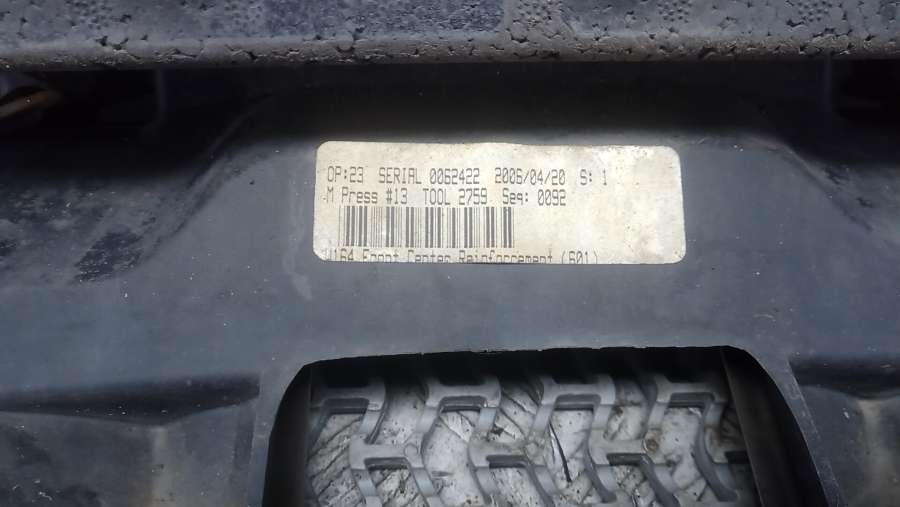 OP:23 SERIAL 0062422 2006/04/20 S: 1
M Press #13 TOOL 2759 Seq: 0092
Front Center Reinforcement (601)